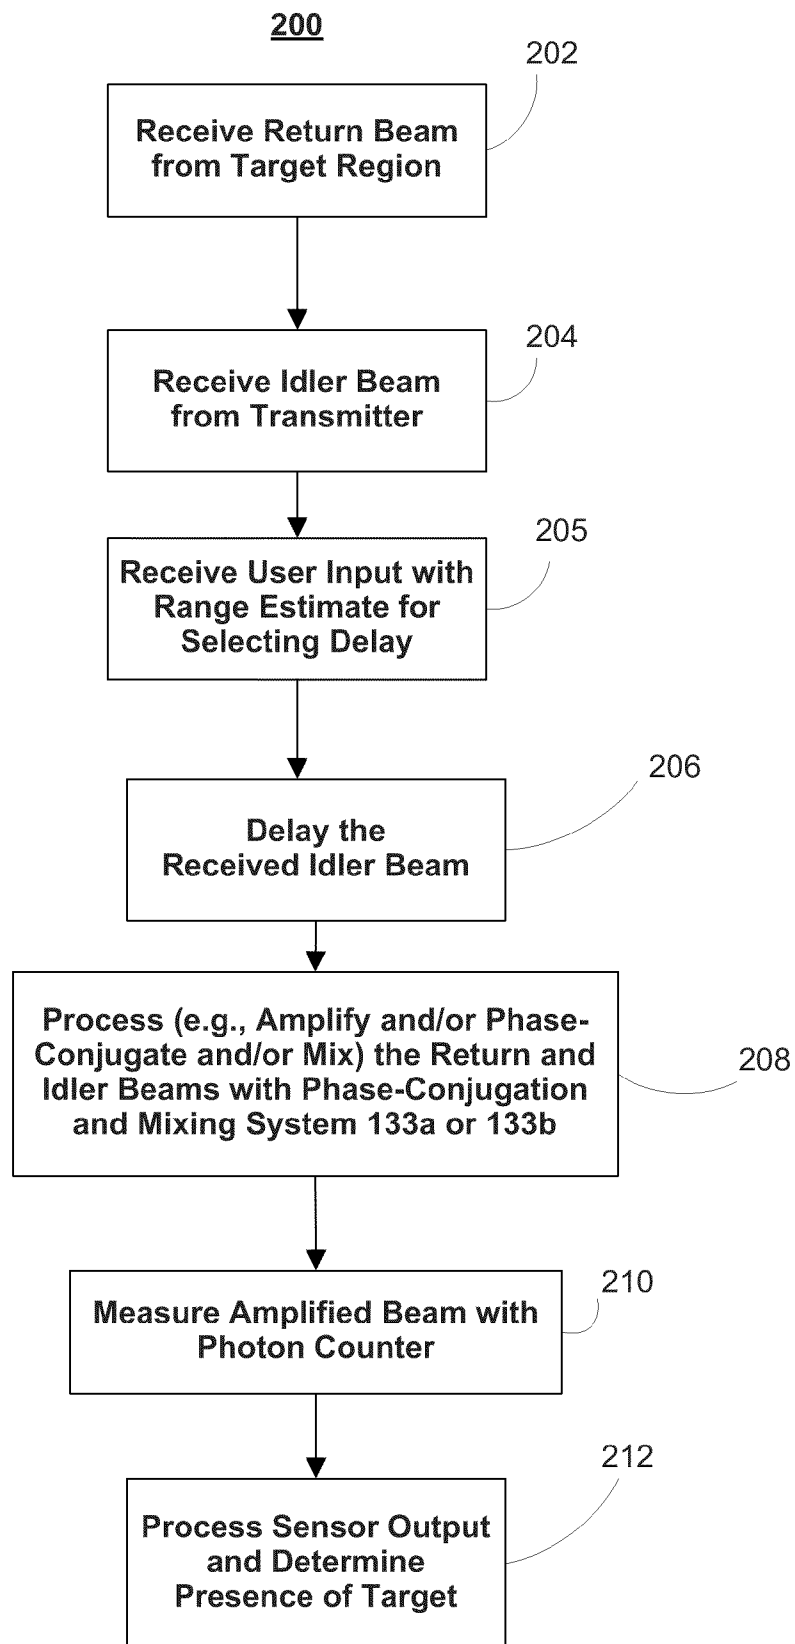 200
202
Receive Return Beam
from Target Region
204
Receive Idler Beam
from Transmitter
205
Receive User Input with
Range Estimate for
Selecting Delay
206
Delay the
Received Idler Beam
Process (e.g., Amplify and/or Phase-
Conjugate and/or Mix) the Return and
Idler Beams with Phase-Conjugation
and Mixing System 133a or 133b
208
210
Measure Amplified Beam with
Photon Counter
212
Process Sensor Output
and Determine
Presence of Target